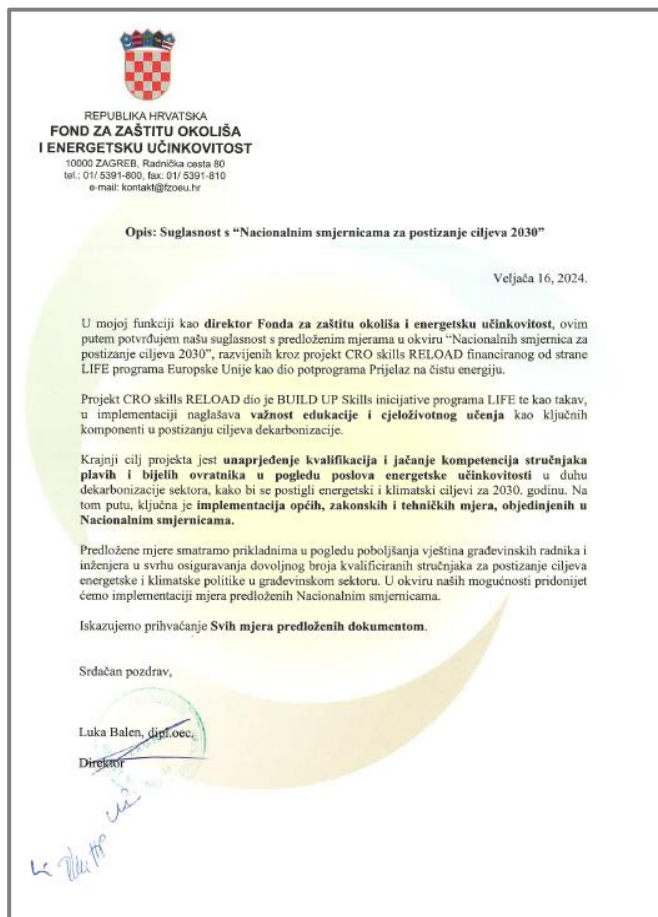 REPUBLIKA HRVATSKA
FOND ZA ZAŠTITU OKOLIŠA
I ENERGETSKU UČINKOVITOST
10000 ZAGREB, Radnička cesta 80
tel.: 01/ 5391-800, fax: 01/ 5391-810
e-mail: kontakt@fzoeu.hr
Opis: Suglasnost s “Nacionalnim smjernicama za postizanje ciljeva 2030”
Veljača 16, 2024.
U mojoj funkciji kao direktor Fonda za zaštitu okoliša i energetsku učinkovitost, ovim
putem potvrđujem našu suglasnost s predloženim mjerama u okviru “Nacionalnih smjernica za
postizanje ciljeva 2030”, razvijenih kroz projekt CRO skills RELOAD financiranog od strane
LIFE programa Europske Unije kao dio potprograma Prijelaz na čistu energiju.
Projekt CRO skills RELOAD dio je BUILD UP Skills inicijative programa LIFE te kao takav,
u implementaciji naglašava važnost edukacije i cjeloživotnog učenja kao ključnih
komponenti u postizanju ciljeva dekarbonizacije.
Krajnji cilj projekta jest unaprjeđenje kvalifikacija i jačanje kompetencija stručnjaka
plavih i bijelih ovratnika u pogledu poslova energetske učinkovitosti u duhu
dekarbonizacije sektora, kako bi se postigli energetski i klimatski ciljevi za 2030. godinu. Na
tom putu, ključna je implementacija općih, zakonskih i tehničkih mjera, objedinjenih u
Nacionalnim smjernicama.
Predložene mjere smatramo prikladnima u pogledu poboljšanja vještina građevinskih radnika i
inženjera u svrhu osiguravanja dovoljnog broja kvalificiranih stručnjaka za postizanje ciljeva
energetske i klimatske politike u građevinskom sektoru. U okviru naših mogućnosti pridonijet
ćemo implementaciji mjera predloženih Nacionalnim smjernicama.
Iskazujemo prihvaćanje Svih mjera predloženih dokumentom.
Srdačan pozdrav,
Luka Balen, dipl.oec.
Direktor